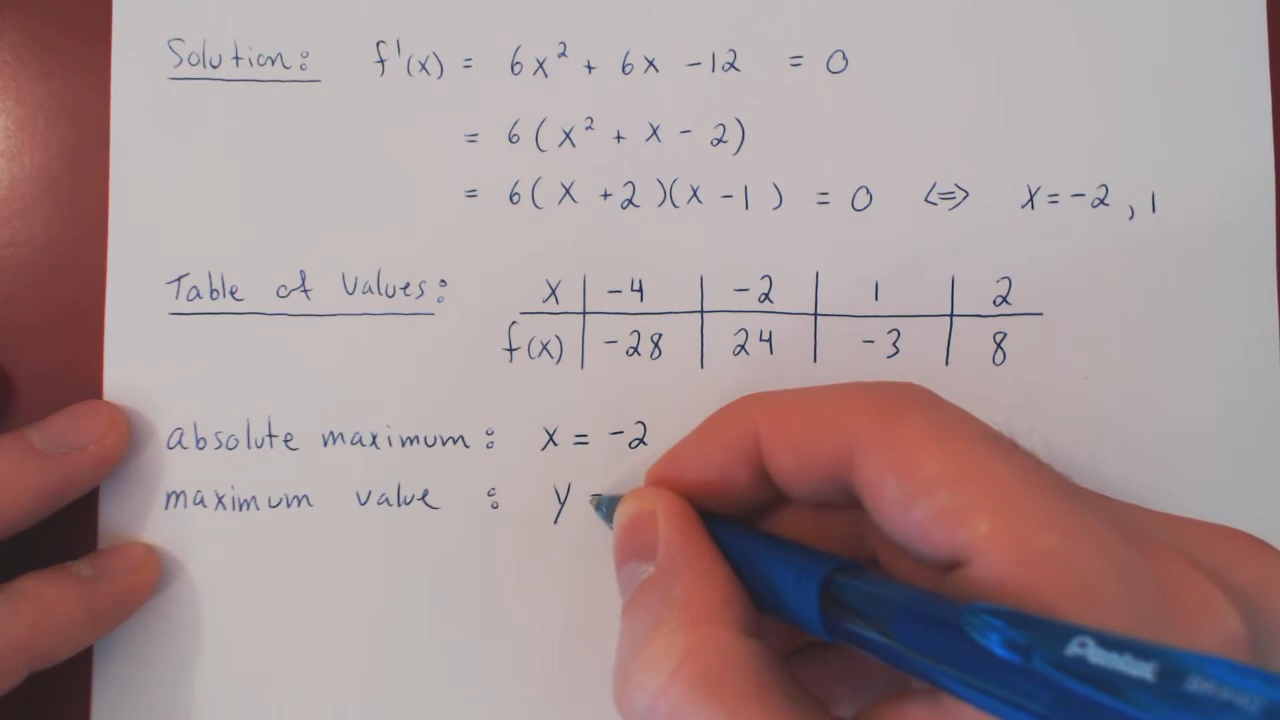 Solution: f'(x) = 6x² + 6x - 12 = 0
= 6(x² + x - 2)
= 6(x + 2)(x - 1) = 0 ⟺ x = -2, 1
Table of Values: x | -4 | -2 | 1 | 2
f(x) | -28 | 24 | -3 | 8
absolute maximum: x = -2
maximum value : y =
Pentel